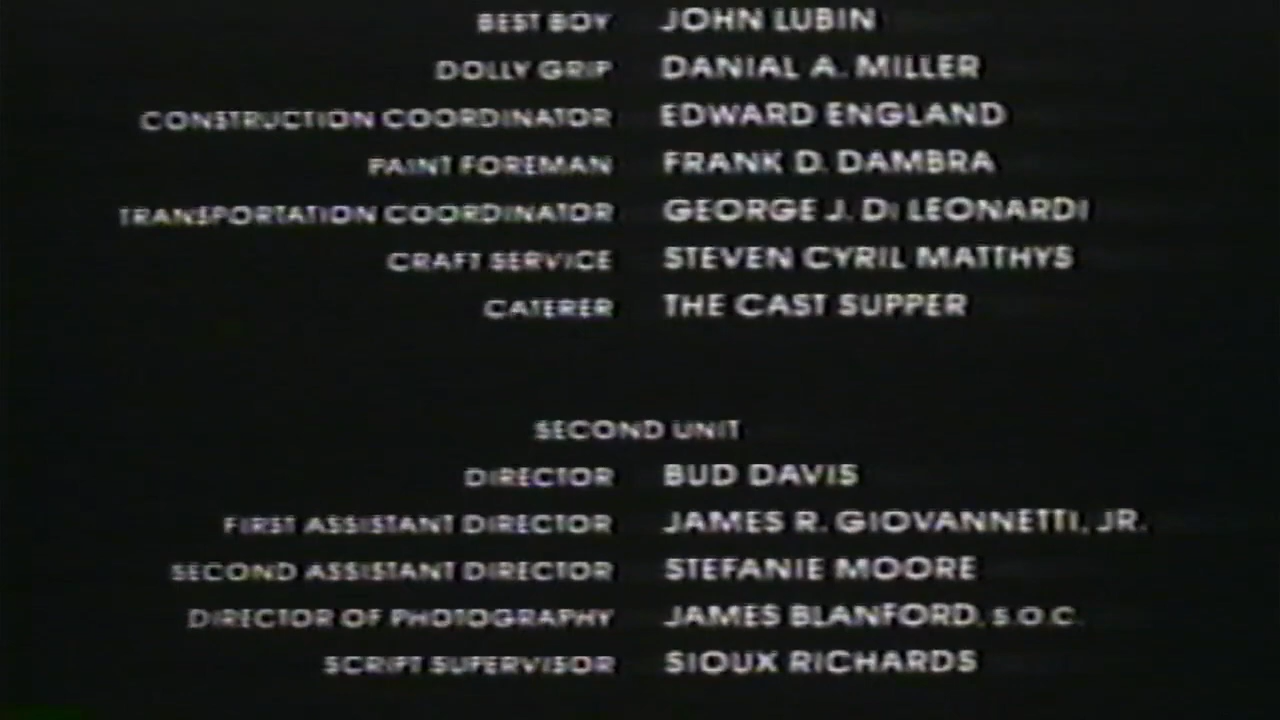 BEST BOY JOHN LUBIN
DOLLY GRIP DANIAL A. MILLER
CONSTRUCTION COORDINATOR EDWARD ENGLAND
PAINT FOREMAN FRANK D. DAMBRA
TRANSPORTATION COORDINATOR GEORGE J. Di LEONARDI
CRAFT SERVICE STEVEN CYRIL MATTHYS
CATERER THE CAST SUPPER
SECOND UNIT
DIRECTOR BUD DAVIS
FIRST ASSISTANT DIRECTOR JAMES R. GIOVANNETTI, JR.
SECOND ASSISTANT DIRECTOR STEFANIE MOORE
DIRECTOR OF PHOTOGRAPHY JAMES BLANFORD, S.O.C.
SCRIPT SUPERVISOR SIOUX RICHARDS